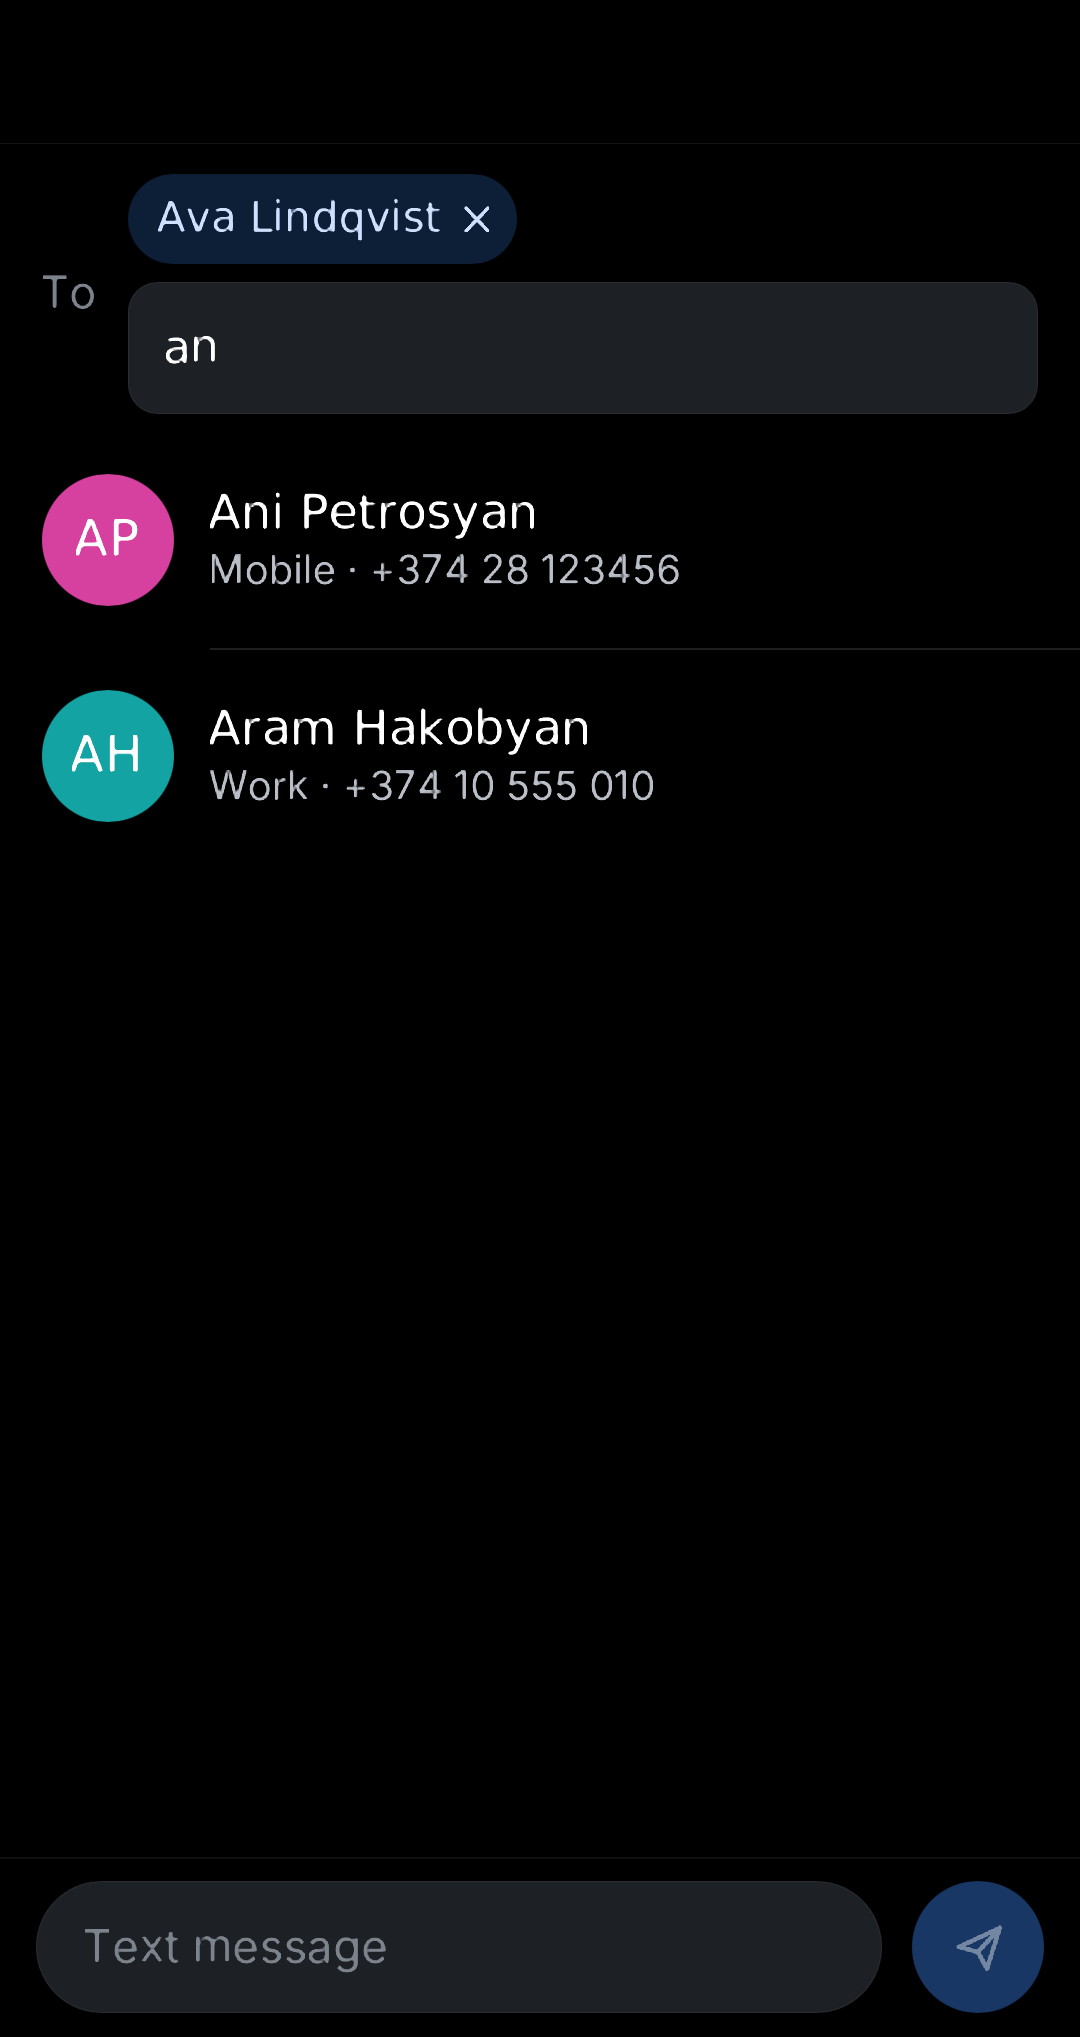 Ava Lindqvist
To
an
AP
Ani Petrosyan
Mobile · +374 28 123456
AH
Aram Hakobyan
Work · +374 10 555 010
Text message